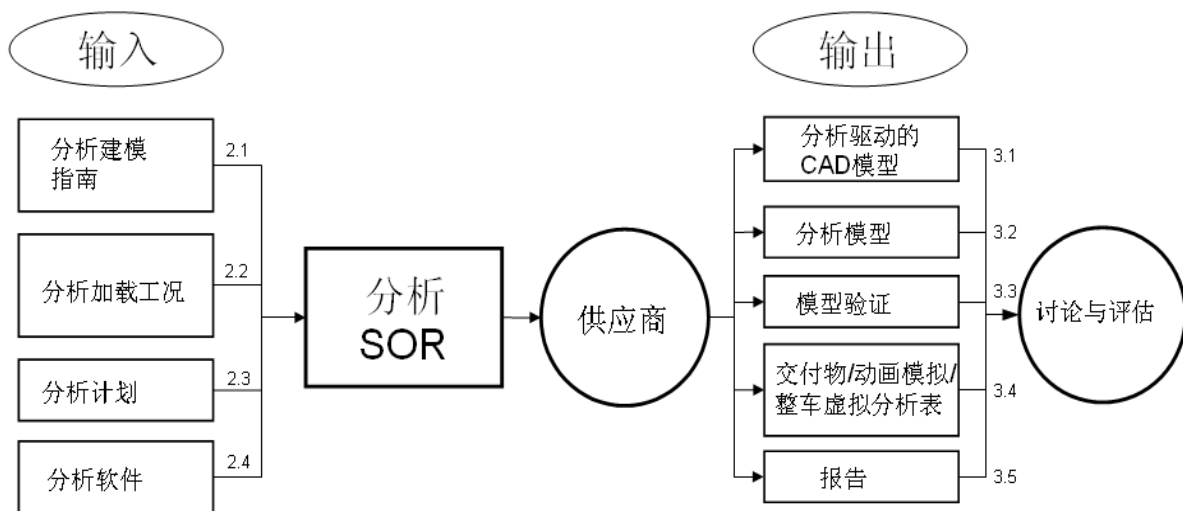 输入
输出
分析建模
指南
2.1
分析加载工况
2.2
分析计划
2.3
分析软件
2.4
分析
SOR
供应商
分析驱动的
CAD模型
3.1
分析模型
3.2
模型验证
3.3
交付物/动画模拟/
整车虚拟分析表
3.4
报告
3.5
讨论与评估